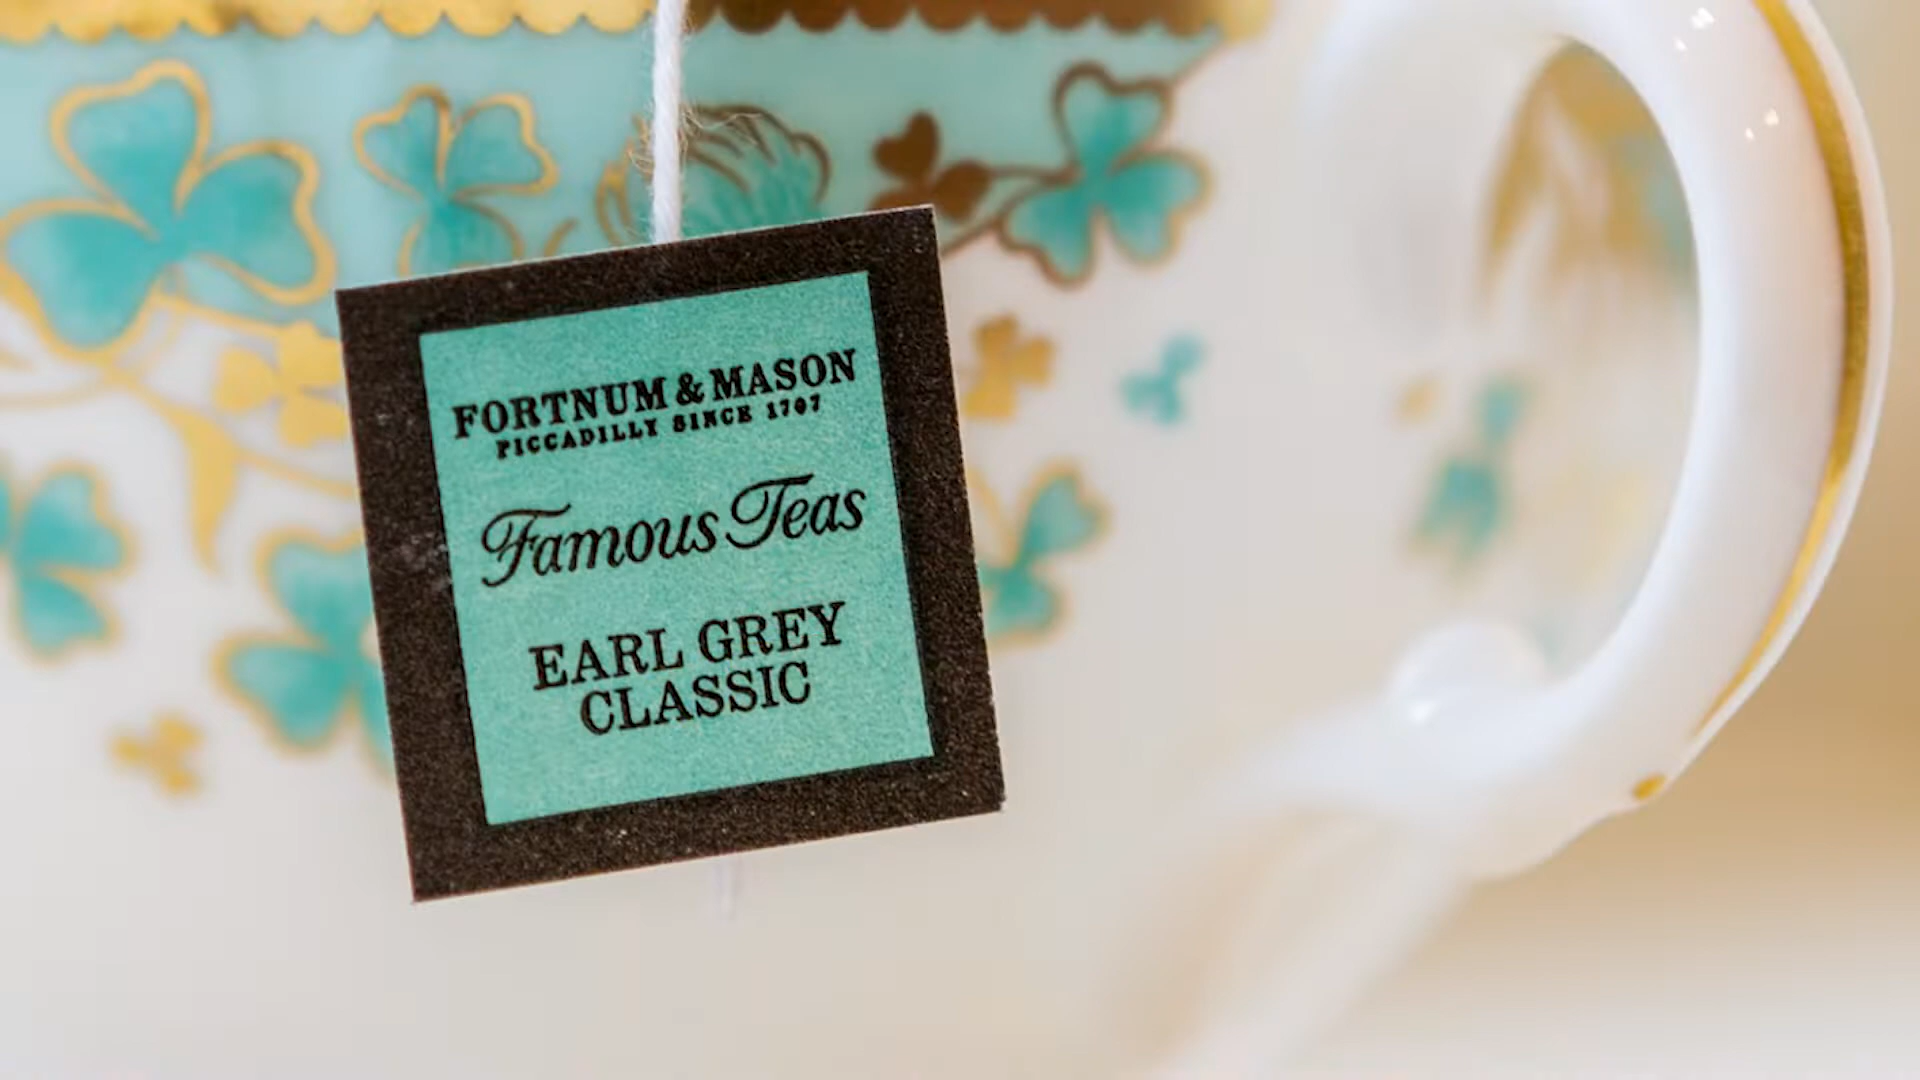 FORTNUM & MASON
PICCADILLY SINCE 1707
Famous Teas
EARL GREY
CLASSIC